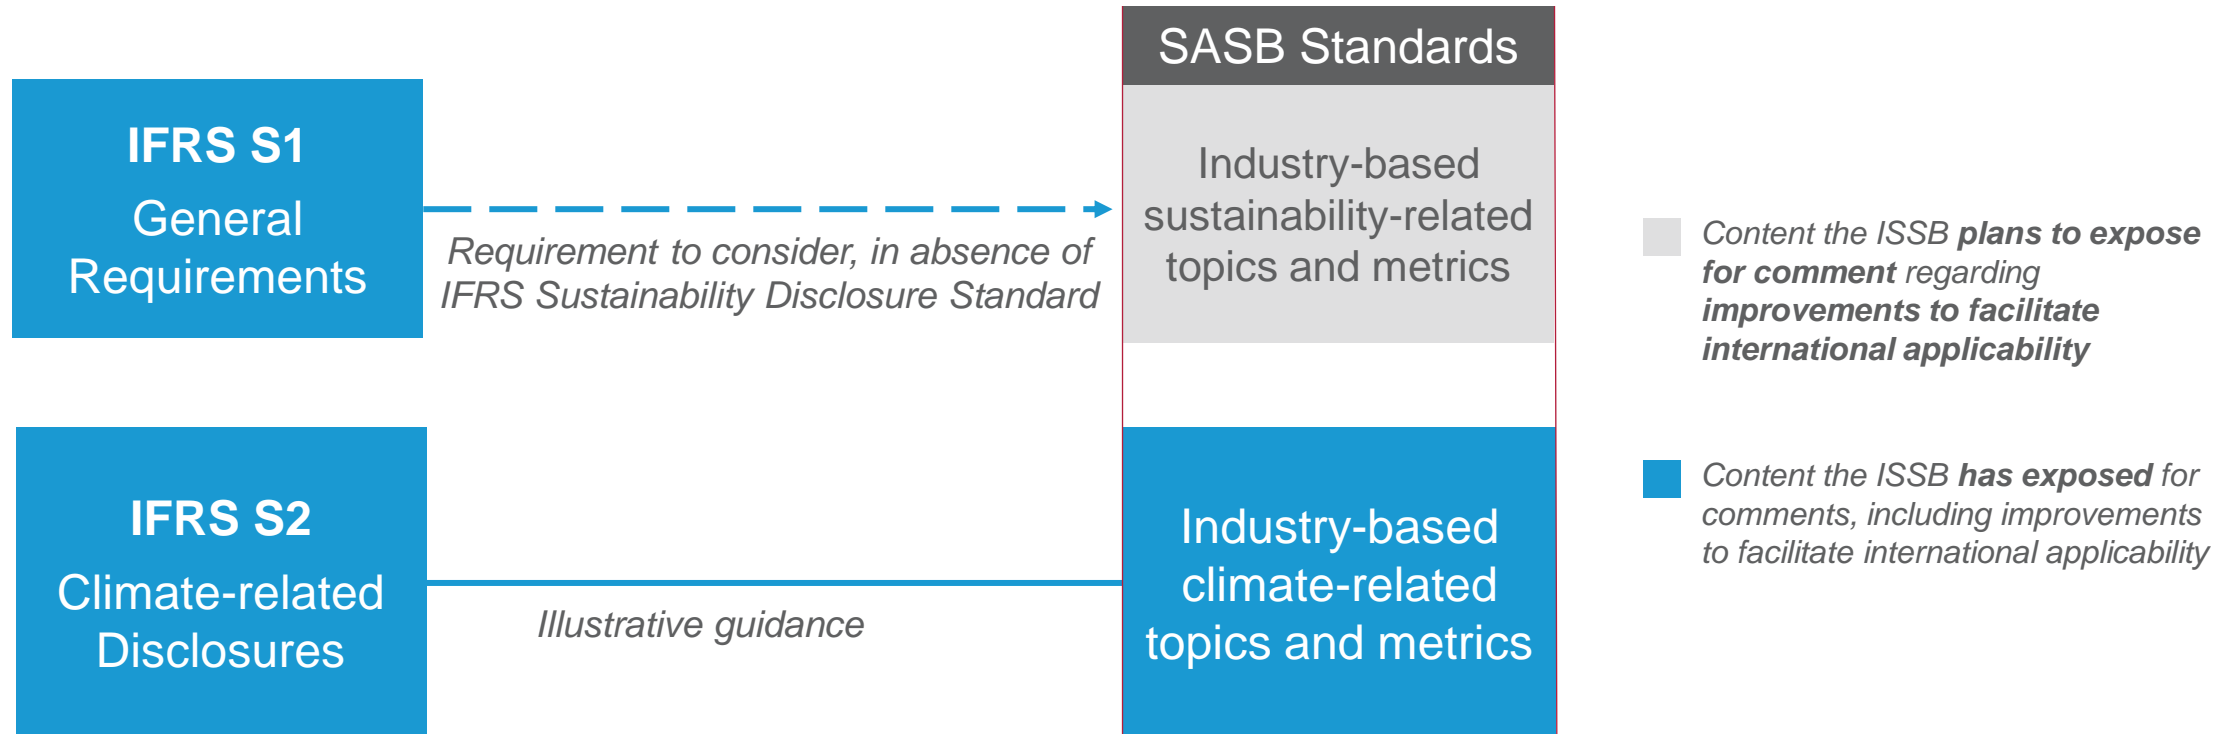 SASB Standards
IFRS S1
General
Requirements
Requirement to consider, in absence of
IFRS Sustainability Disclosure Standard
Industry-based
sustainability-related
topics and metrics
Content the ISSB plans to expose
for comment regarding
improvements to facilitate
international applicability
IFRS S2
Climate-related
Disclosures
Illustrative guidance
Industry-based
climate-related
topics and metrics
Content the ISSB has exposed for
comments, including improvements
to facilitate international applicability